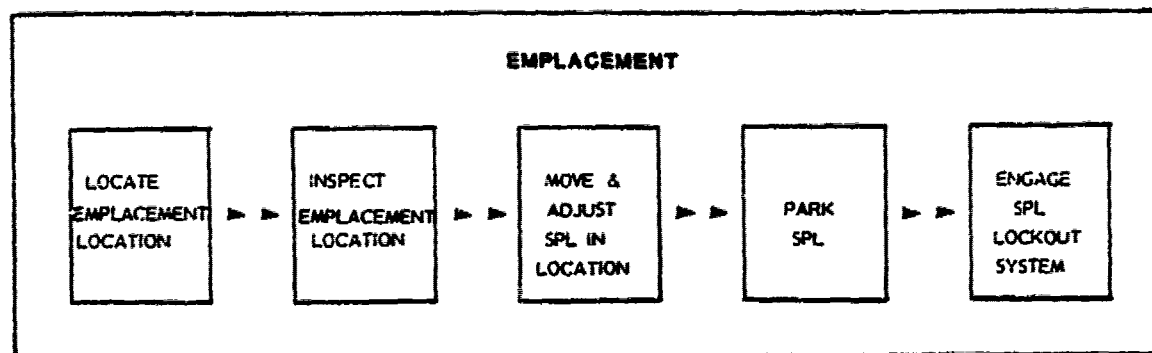 EMPLACEMENT
LOCATE
EMPLACEMENT
LOCATION
INSPECT
EMPLACEMENT
LOCATION
MOVE &
ADJUST
SPL IN
LOCATION
PARK
SPL
ENGAGE
SPL
LOCKOUT
SYSTEM